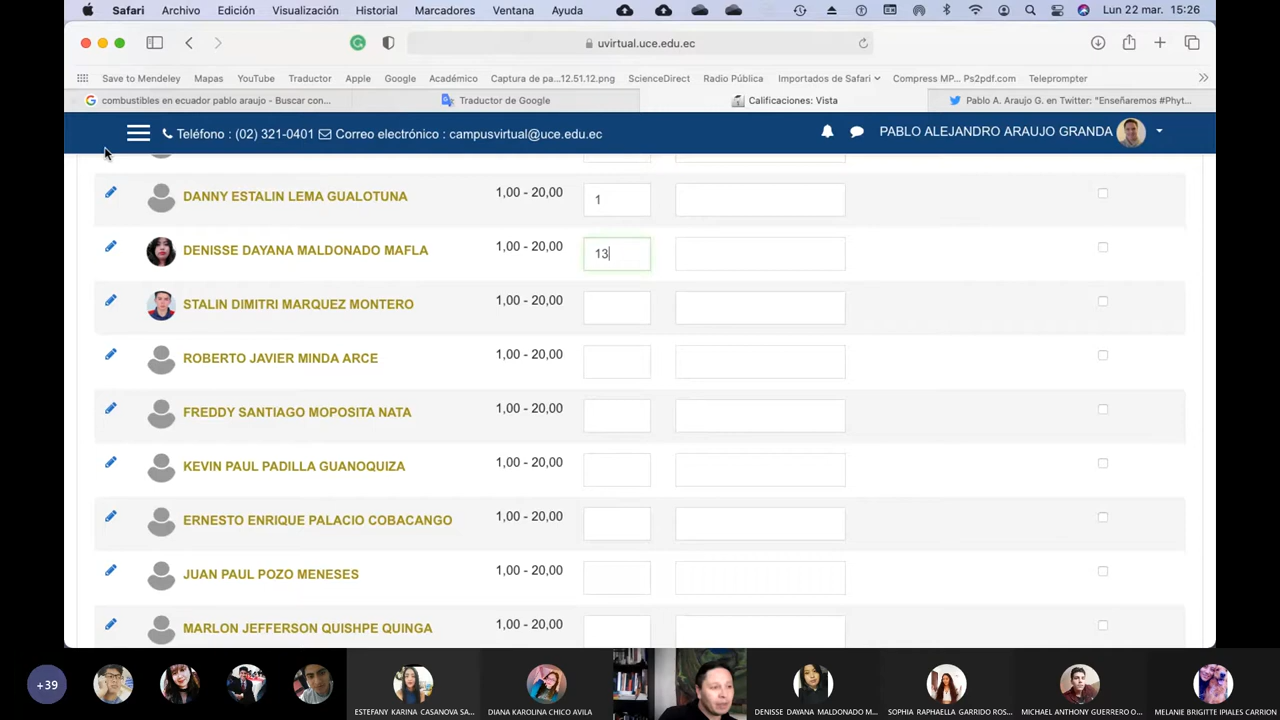 Safari Archivo Edición Visualización Historial Marcadores Ventana Ayuda Lun 22 mar. 15:26
uvirtual.uce.edu.ec
Save to Mendeley Mapas YouTube Traductor Apple Google Académico Captura de pa...12.51.12.png ScienceDirect Radio Pública Importados de Safari Compress MP... Ps2pdf.com Teleprompter
combustibles en ecuador pablo araujo - Buscar con... Traductor de Google Calificaciones: Vista Pablo A. Araujo G. en Twitter: "Enseñaremos #Phyt...
Teléfono : (02) 321-0401 Correo electrónico : campusvirtual@uce.edu.ec PABLO ALEJANDRO ARAUJO GRANDA
DANNY ESTALIN LEMA GUALOTUNA 1,00 - 20,00 1
DENISSE DAYANA MALDONADO MAFLA 1,00 - 20,00 13
STALIN DIMITRI MARQUEZ MONTERO 1,00 - 20,00
ROBERTO JAVIER MINDA ARCE 1,00 - 20,00
FREDDY SANTIAGO MOPOSITA NATA 1,00 - 20,00
KEVIN PAUL PADILLA GUANOQUIZA 1,00 - 20,00
ERNESTO ENRIQUE PALACIO COBACANGO 1,00 - 20,00
JUAN PAUL POZO MENESES 1,00 - 20,00
MARLON JEFFERSON QUISHPE QUINGA 1,00 - 20,00
+39
ESTEFANY KARINA CASANOVA SA... DIANA KAROLINA CHICO AVILA DENISSE DAYANA MALDONADO M... SOPHIA RAPHAELLA GARRIDO ROS... MICHAEL ANTHONY GUERRERO O... MELANIE BRIGITTE IPIALES CARRION